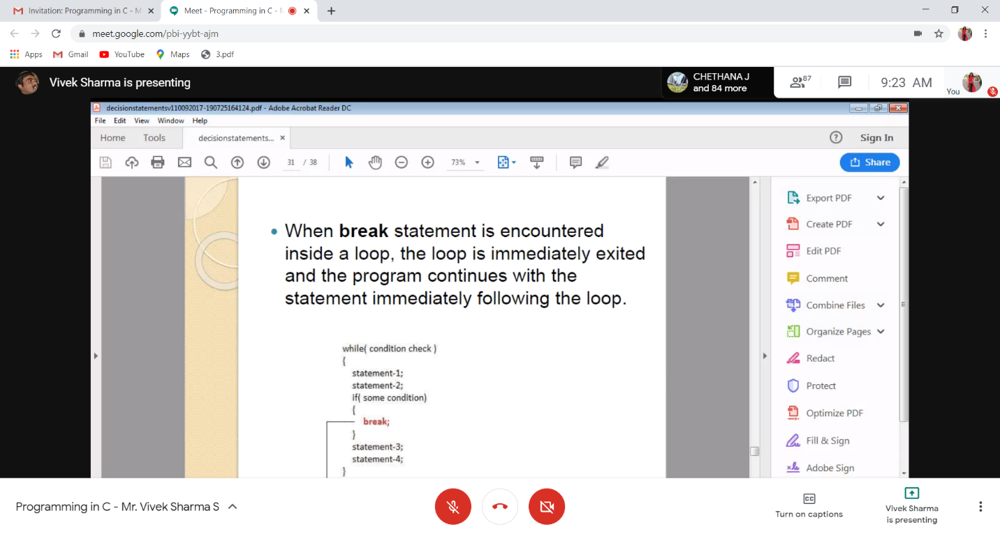 Invitation: Programming in C - M
Meet - Programming in C - M
meet.google.com/pbi-yybt-ajm
Apps Gmail YouTube Maps 3.pdf
Vivek Sharma is presenting
CHETHANA J
and 84 more
87
9:23 AM
You
decisionstatementsv110092017-190725164124.pdf - Adobe Acrobat Reader DC
File Edit View Window Help
Home Tools decisionstatements... Sign In
31 / 38 73% Share
• When break statement is encountered
inside a loop, the loop is immediately exited
and the program continues with the
statement immediately following the loop.
while( condition check )
{
statement-1;
statement-2;
if( some condition)
{
break;
}
statement-3;
statement-4;
}
Export PDF
Create PDF
Edit PDF
Comment
Combine Files
Organize Pages
Redact
Protect
Optimize PDF
Fill & Sign
Adobe Sign
Programming in C - Mr. Vivek Sharma S
CC
Turn on captions
Vivek Sharma
is presenting